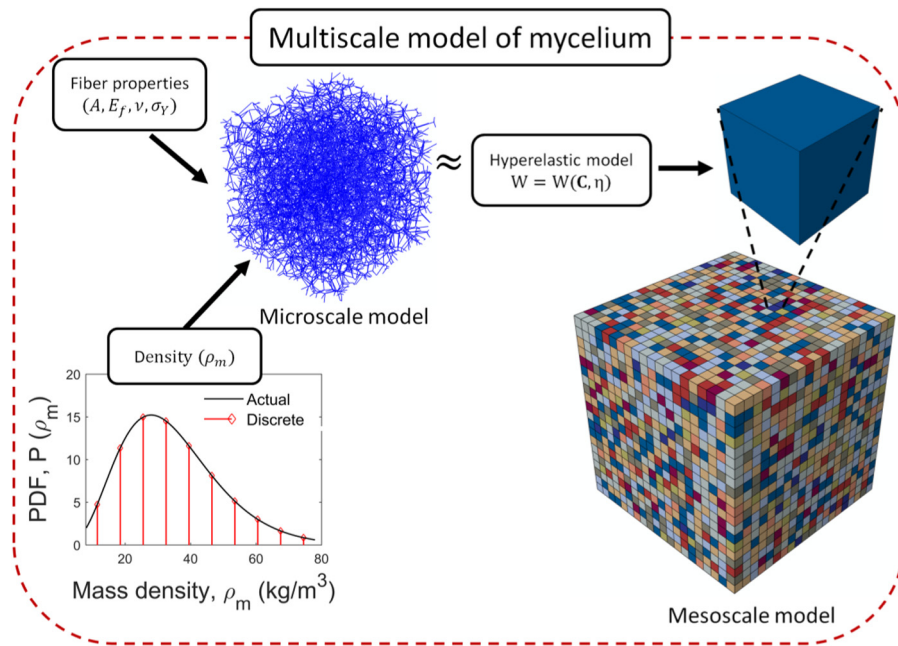 Multiscale model of mycelium
Fiber properties
(A, E_f, ν, σ_Y)
≈
Hyperelastic model
W = W(C, η)
Microscale model
Density (ρ_m)
20
15
10
5
0
PDF, P (ρ_m)
Actual
Discrete
20 40 60 80
Mass density, ρ_m (kg/m³)
Mesoscale model